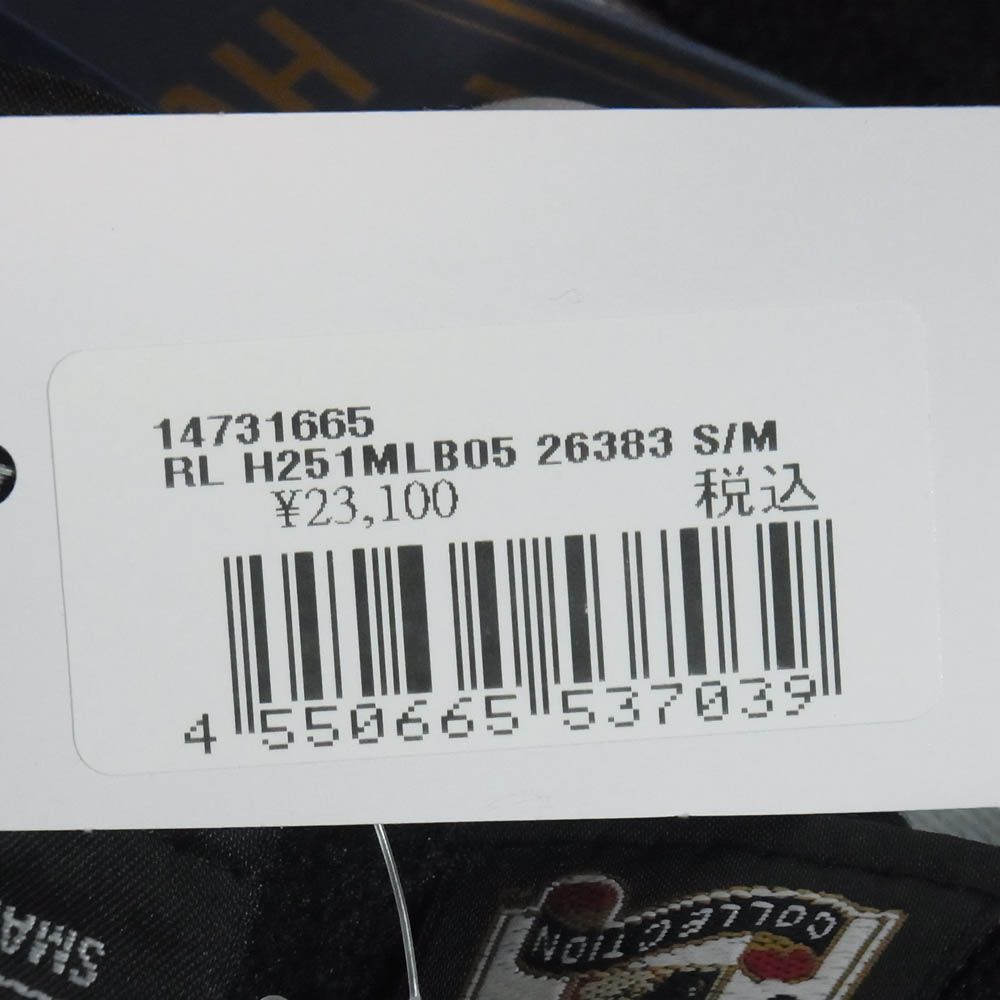 14731665
RL H251MLB05 26383 S/M
¥23,100 税込
4 550665 537039
COLLECTION